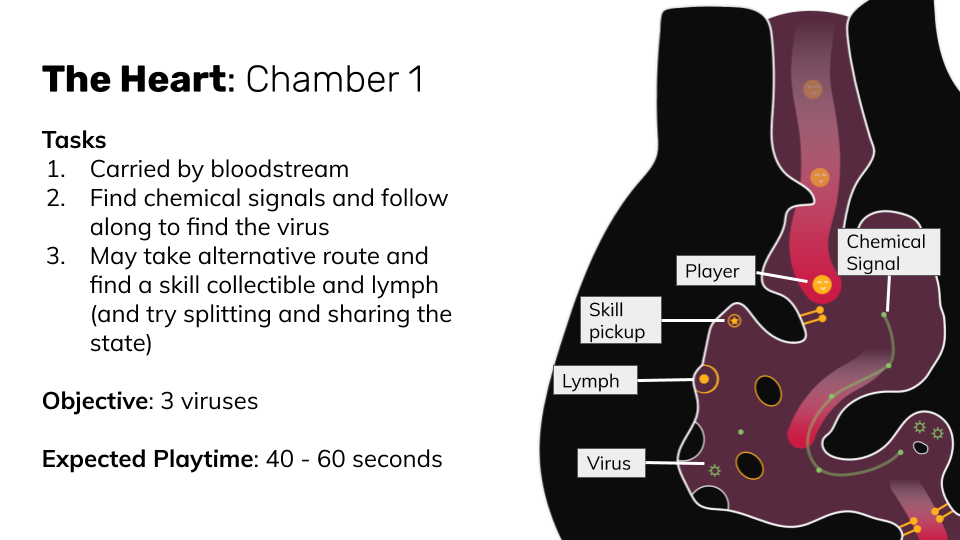 The Heart: Chamber 1
Tasks
1. Carried by bloodstream
2. Find chemical signals and follow
along to find the virus
3. May take alternative route and
find a skill collectible and lymph
(and try splitting and sharing the
state)
Objective: 3 viruses
Expected Playtime: 40 - 60 seconds
Chemical
Signal
Player
Skill
pickup
Lymph
Virus